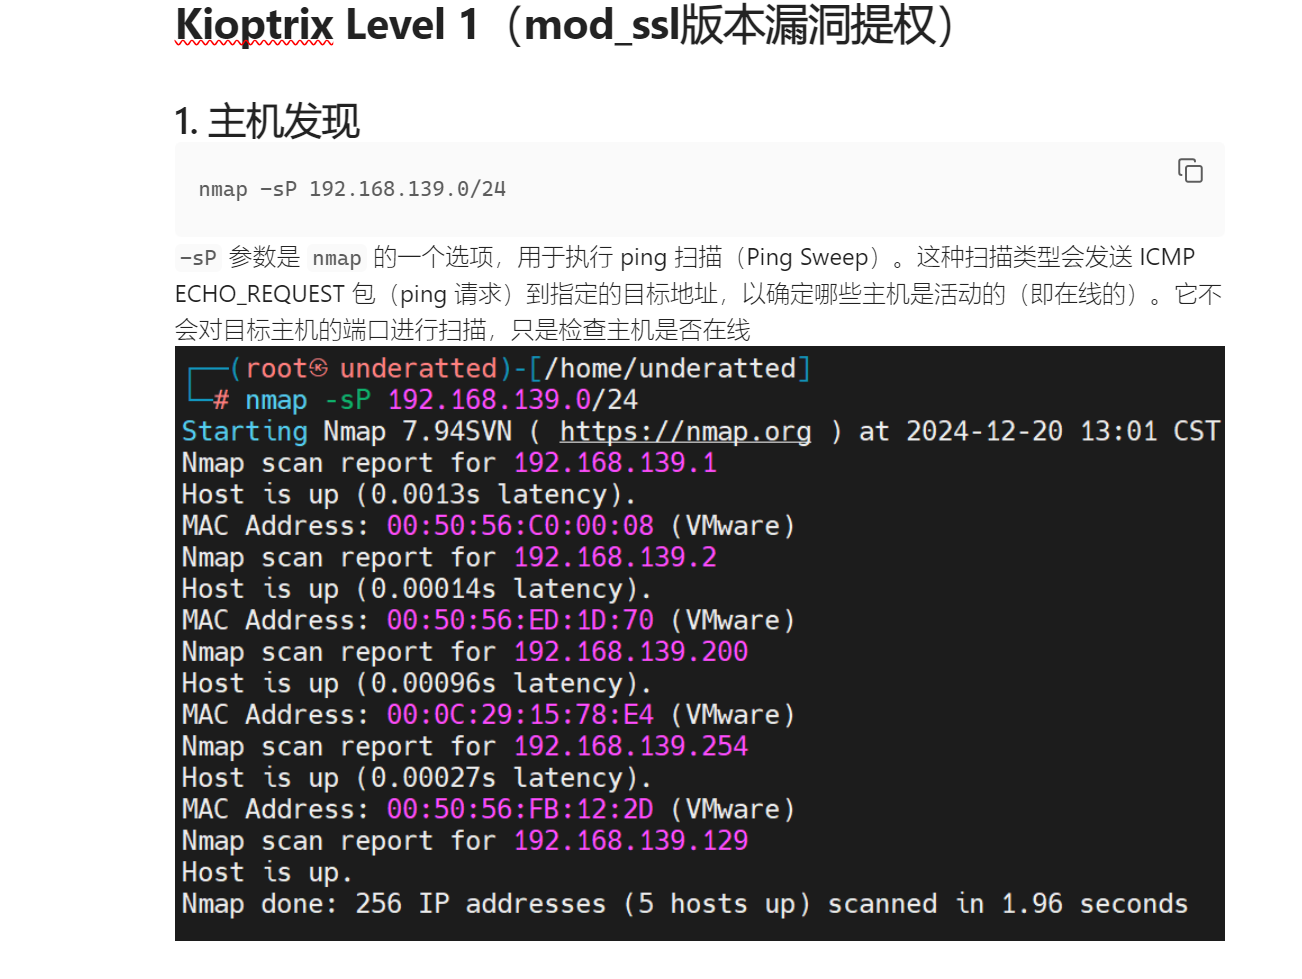 Kioptrix Level 1（mod_ssl版本漏洞提权）
1. 主机发现
nmap -sP 192.168.139.0/24
-sP 参数是 nmap 的一个选项，用于执行 ping 扫描（Ping Sweep）。这种扫描类型会发送 ICMP
ECHO_REQUEST 包（ping 请求）到指定的目标地址，以确定哪些主机是活动的（即在线的）。它不
会对目标主机的端口进行扫描，只是检查主机是否在线
┌──(root㉿ underatted)-[/home/underatted]
└─# nmap -sP 192.168.139.0/24
Starting Nmap 7.94SVN ( https://nmap.org ) at 2024-12-20 13:01 CST
Nmap scan report for 192.168.139.1
Host is up (0.0013s latency).
MAC Address: 00:50:56:C0:00:08 (VMware)
Nmap scan report for 192.168.139.2
Host is up (0.00014s latency).
MAC Address: 00:50:56:ED:1D:70 (VMware)
Nmap scan report for 192.168.139.200
Host is up (0.00096s latency).
MAC Address: 00:0C:29:15:78:E4 (VMware)
Nmap scan report for 192.168.139.254
Host is up (0.00027s latency).
MAC Address: 00:50:56:FB:12:2D (VMware)
Nmap scan report for 192.168.139.129
Host is up.
Nmap done: 256 IP addresses (5 hosts up) scanned in 1.96 seconds